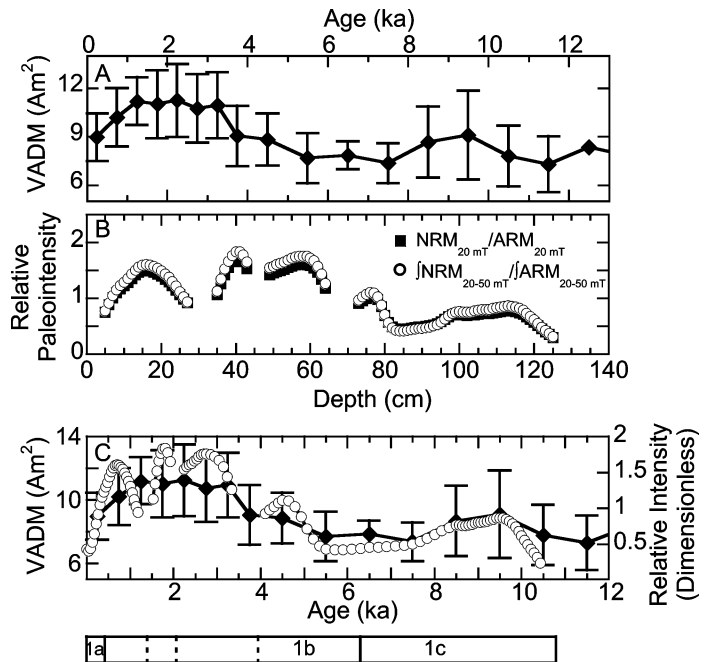 Age (ka)
0 2 4 6 8 10 12
A
12
9
6
VADM (Am²)
B
2
1
0
Relative
Paleointensity
NRM20 mT/ARM20 mT
∫NRM20-50 mT/∫ARM20-50 mT
0 20 40 60 80 100 120 140
Depth (cm)
C
14
10
6
VADM (Am²)
2
1.5
1
0.5
Relative Intensity
(Dimensionless)
2 4 6 8 10 12
Age (ka)
1a 1b 1c